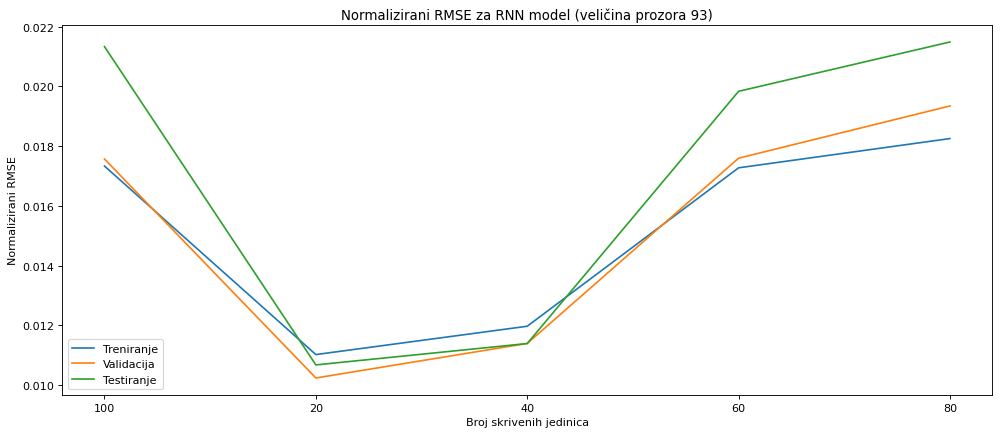 Normalizirani RMSE za RNN model (veličina prozora 93)
Normalizirani RMSE
0.022
0.020
0.018
0.016
0.014
0.012
0.010
Treniranje
Validacija
Testiranje
100 20 40 60 80
Broj skrivenih jedinica